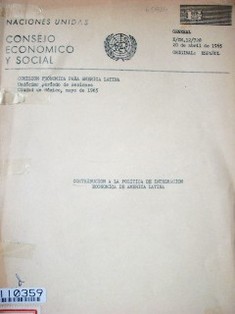 NACIONES UNIDAS
CONSEJO
ECONOMICO
Y SOCIAL
GENERAL
E/CN.12/728
20 de abril de 1965
ORIGINAL: ESPAÑOL
COMISION ECONOMICA PARA AMERICA LATINA
período de sesiones
Ciudad de México, mayo de 1965
CONTRIBUCION A LA POLITICA DE INTEGRACION
ECONOMICA DE AMERICA LATINA
110359